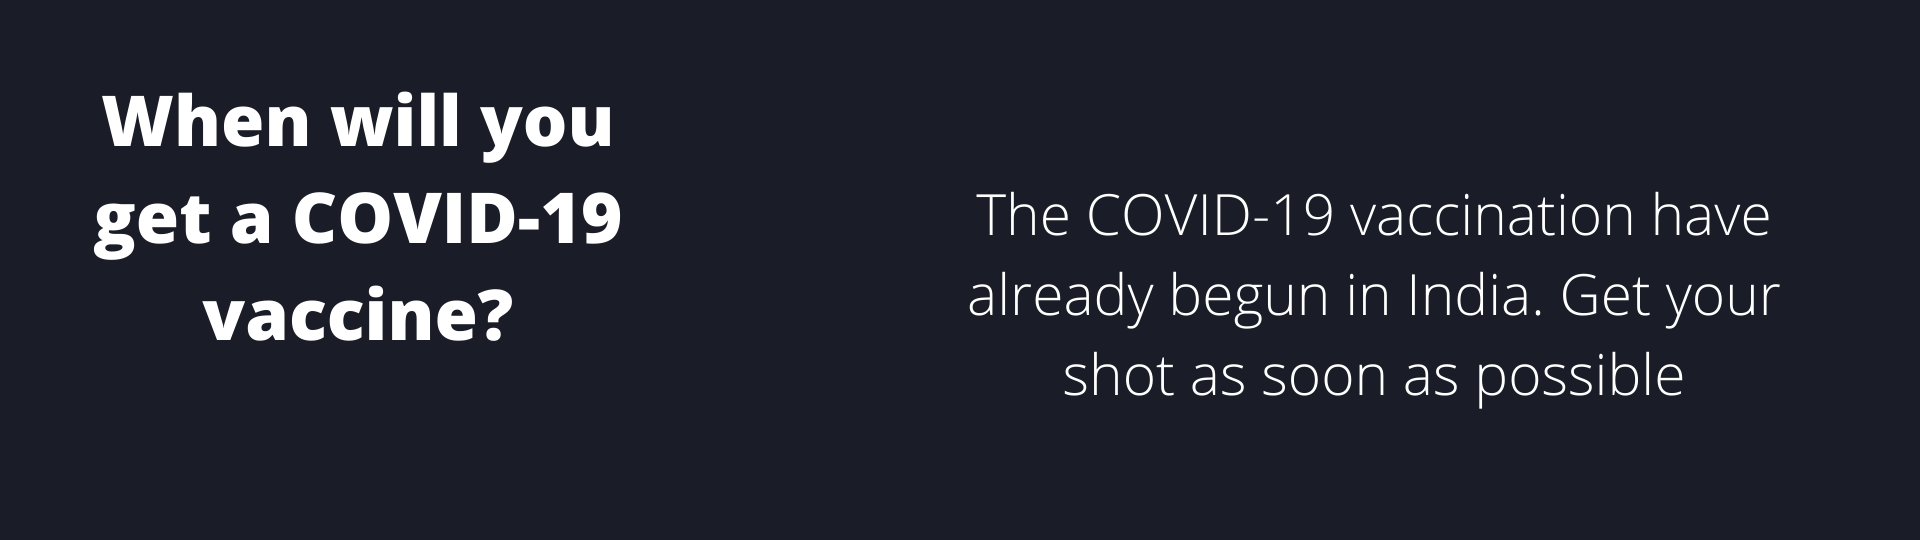 When will you
get a COVID-19
vaccine?
The COVID-19 vaccination have
already begun in India. Get your
shot as soon as possible